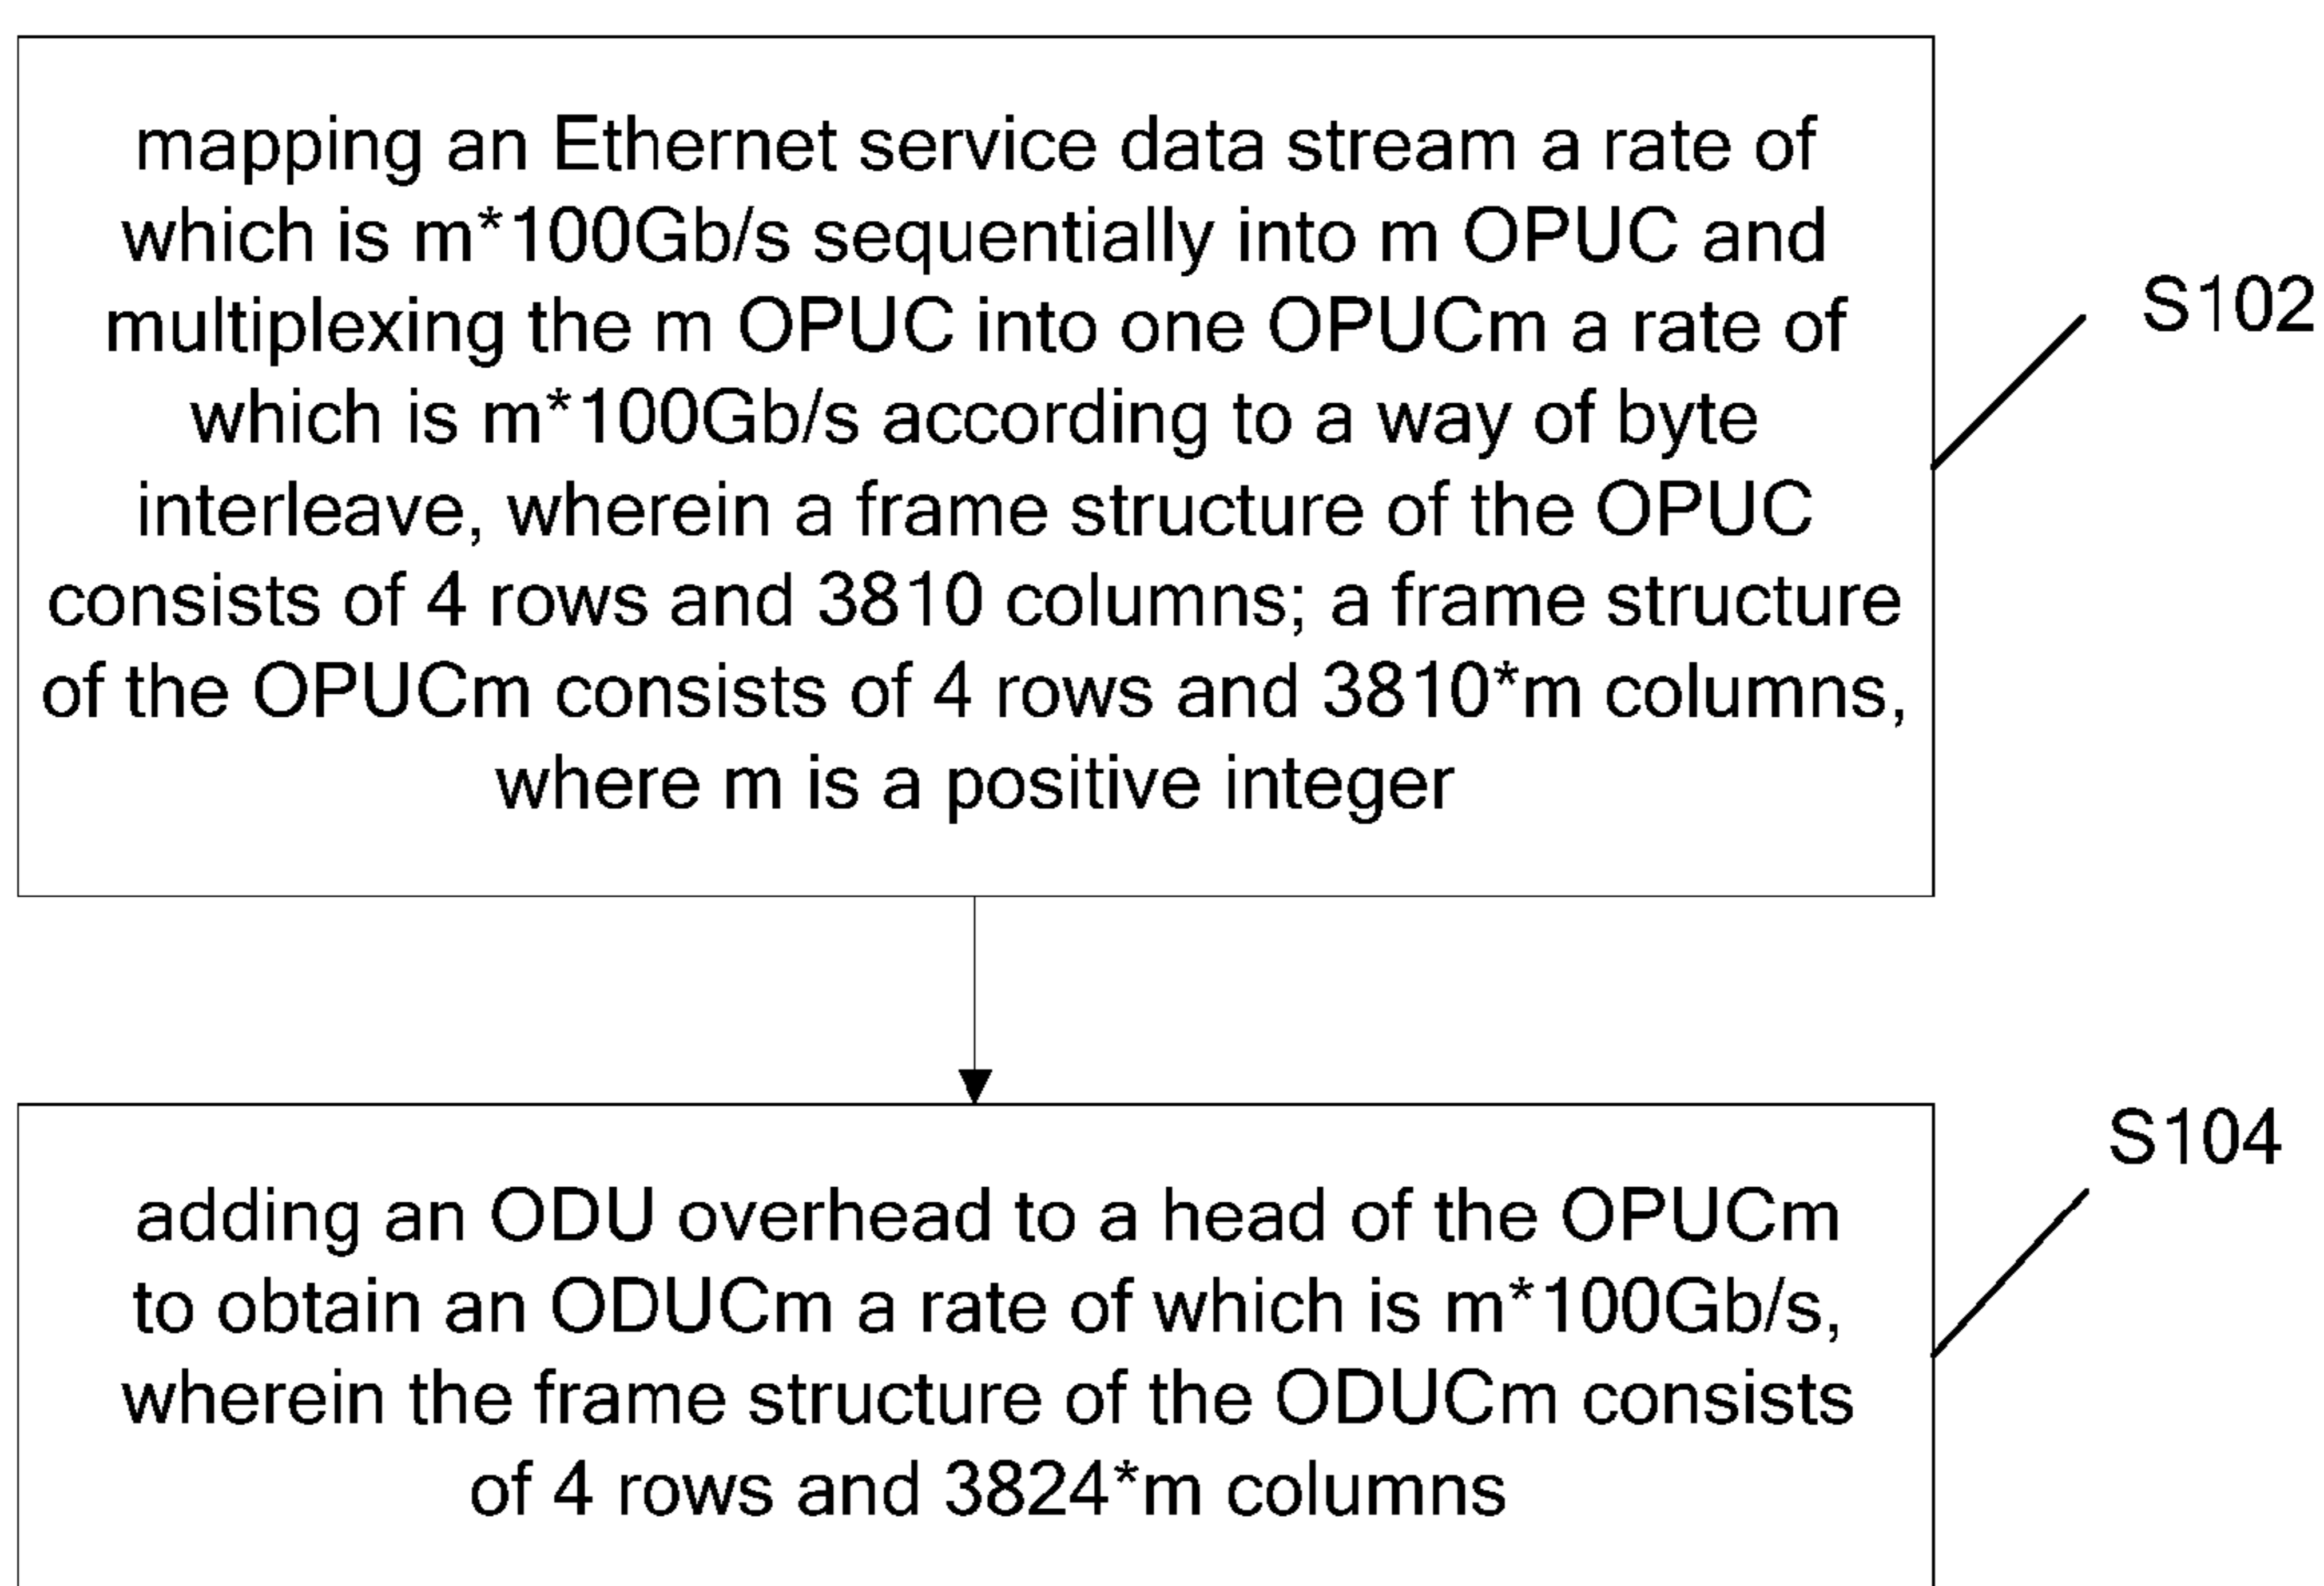 mapping an Ethernet service data stream a rate of
which is m*100Gb/s sequentially into m OPUC and
multiplexing the m OPUC into one OPUCm a rate of
which is m*100Gb/s according to a way of byte
interleave, wherein a frame structure of the OPUC
consists of 4 rows and 3810 columns; a frame structure
of the OPUCm consists of 4 rows and 3810*m columns,
where m is a positive integer
S102
adding an ODU overhead to a head of the OPUCm
to obtain an ODUCm a rate of which is m*100Gb/s,
wherein the frame structure of the ODUCm consists
of 4 rows and 3824*m columns
S104